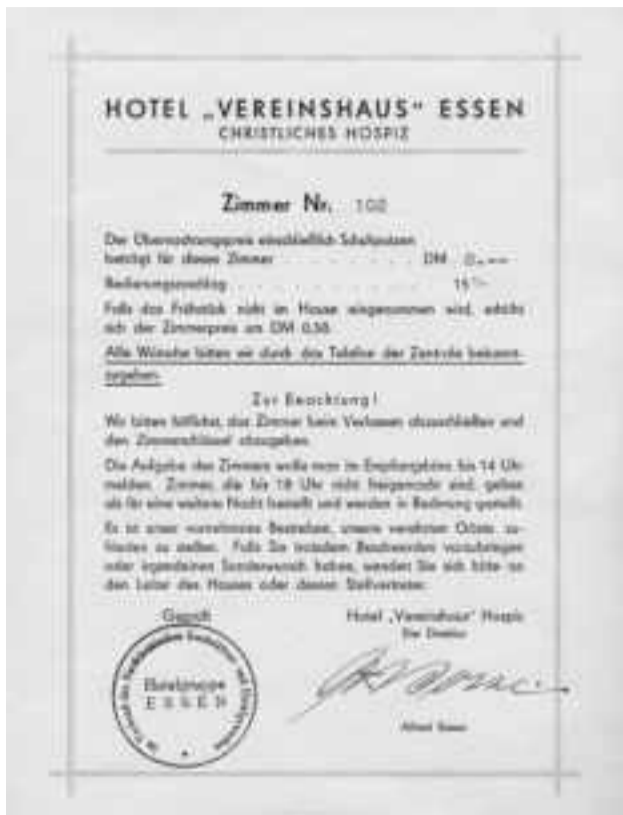 HOTEL „VEREINSHAUS“ ESSEN
CHRISTLICHES HOSPIZ
Zimmer Nr. 102
Der Übernachtungspreis einschließlich Schuhputzen
beträgt für dieses Zimmer . . . . . . . DM
Bedienungszuschlag . . . . . . . 15%
Falls das Frühstück nicht im Hause eingenommen wird, erhöht
sich der Zimmerpreis um DM 0,50.
Alle Wünsche bitten wir durch das Telefon der Zentrale bekannt-
zugeben.
Zur Beachtung!
Wir bitten höflichst, das Zimmer beim Verlassen abzuschließen und
den Zimmerschlüssel abzugeben.
Die Aufgabe des Zimmers wolle man im Empfangsbüro bis 14 Uhr
melden. Zimmer, die bis 18 Uhr nicht freigemacht sind, gelten
als für eine weitere Nacht bestellt und werden in Rechnung gestellt.
Es ist unser vornehmstes Bestreben, unsere verehrten Gäste zu-
frieden zu stellen. Falls Sie trotzdem Beschwerden vorzubringen
oder irgendeinen Sonderwunsch haben, wenden Sie sich bitte an
den Leiter des Hauses oder dessen Stellvertreter.
Geprüft
Hotel „Vereinshaus“ Hospiz
Der Direktor
Ortsgruppe
ESSEN
Alfred